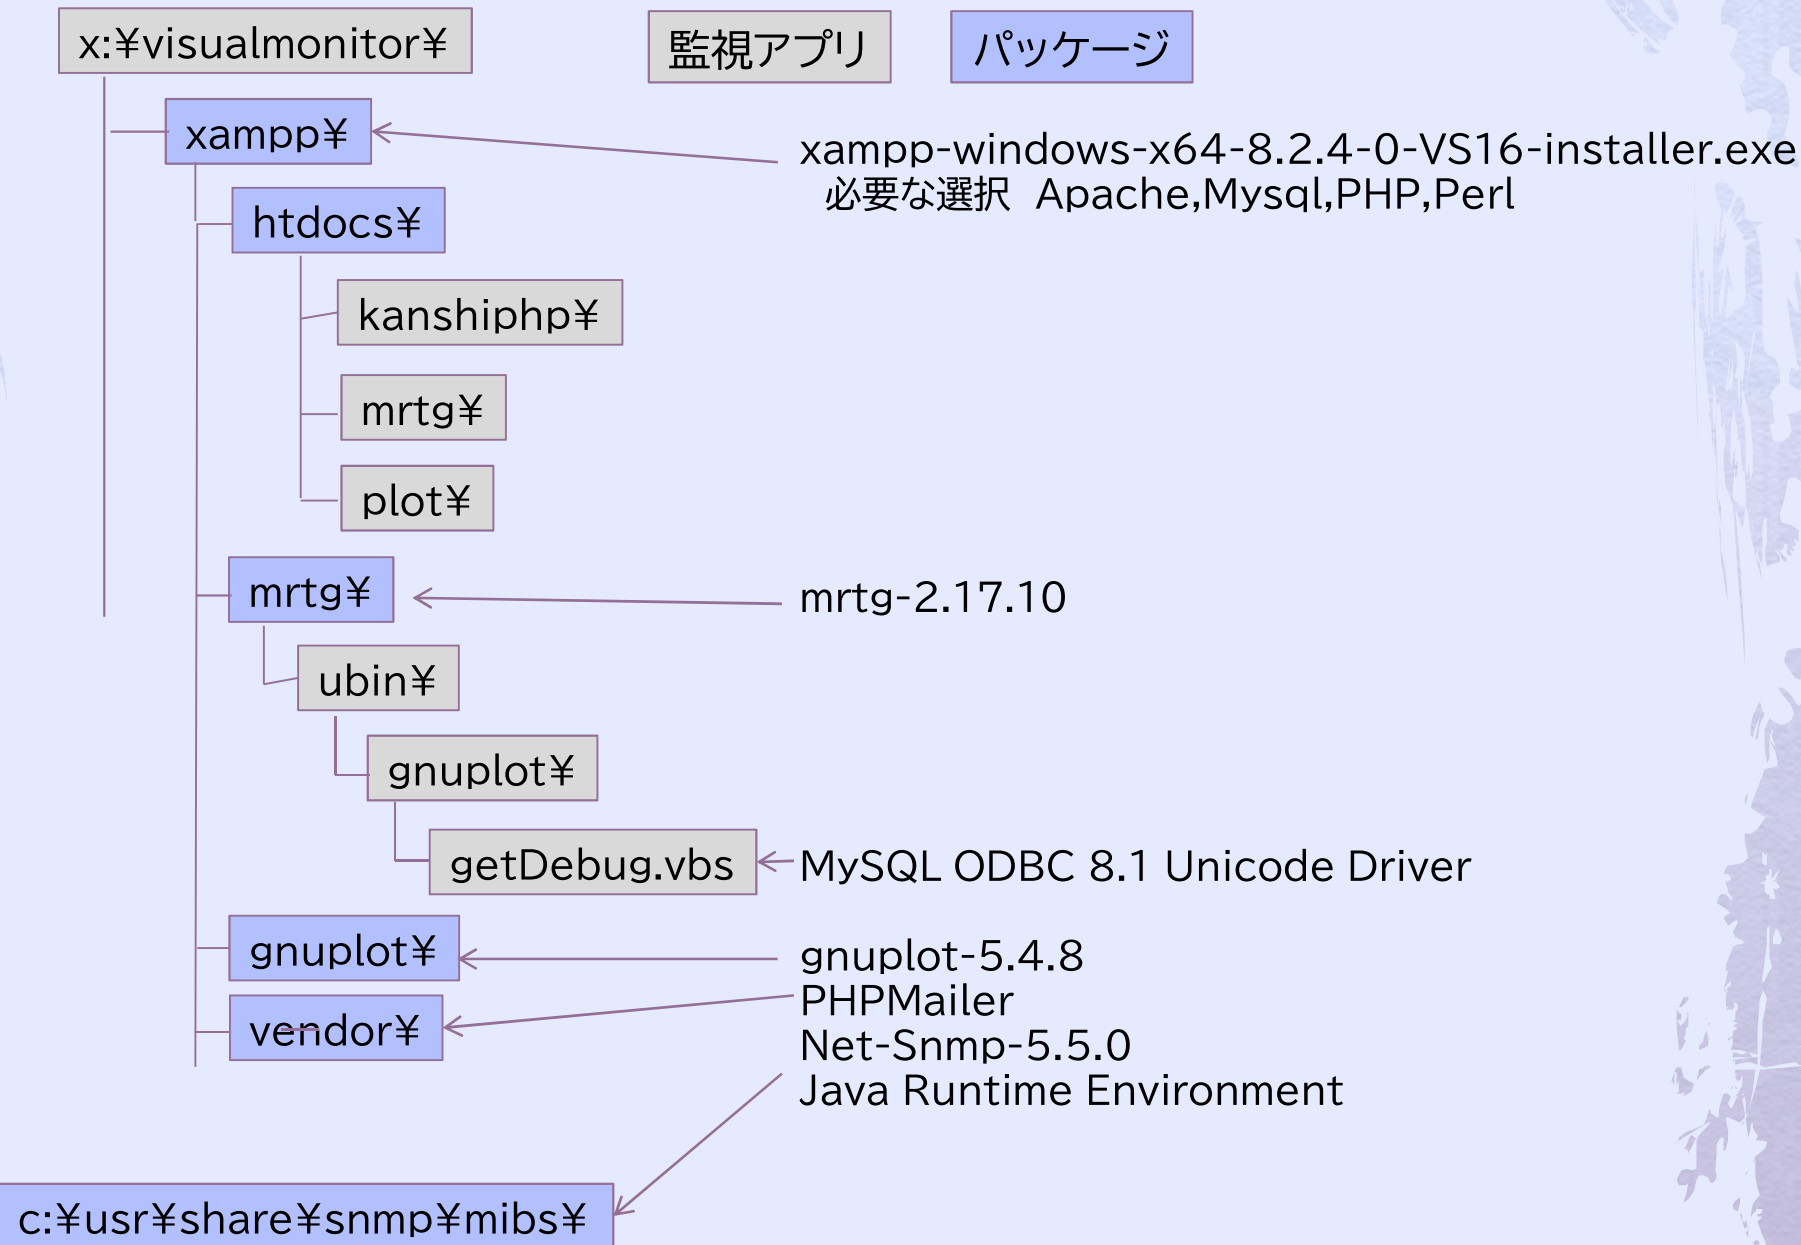 x:¥visualmonitor¥
監視アプリ
パッケージ
xampp¥
xampp-windows-x64-8.2.4-0-VS16-installer.exe
必要な選択 Apache,Mysql,PHP,Perl
htdocs¥
kanshiphp¥
mrtg¥
plot¥
mrtg¥
mrtg-2.17.10
ubin¥
gnuplot¥
getDebug.vbs
MySQL ODBC 8.1 Unicode Driver
gnuplot¥
gnuplot-5.4.8
vendor¥
PHPMailer
Net-Snmp-5.5.0
Java Runtime Environment
c:¥usr¥share¥snmp¥mibs¥